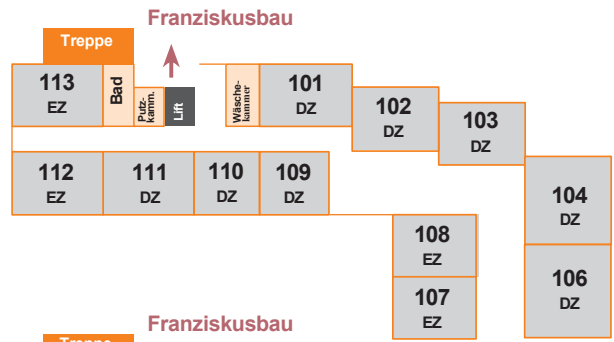 Franziskusbau
Treppe
113
EZ
Bad
Putz-
kamm.
Lift
Wäsche-
kammer
101
DZ
102
DZ
103
DZ
112
EZ
111
DZ
110
DZ
109
DZ
104
DZ
108
EZ
106
DZ
107
EZ
Franziskusbau
Treppe